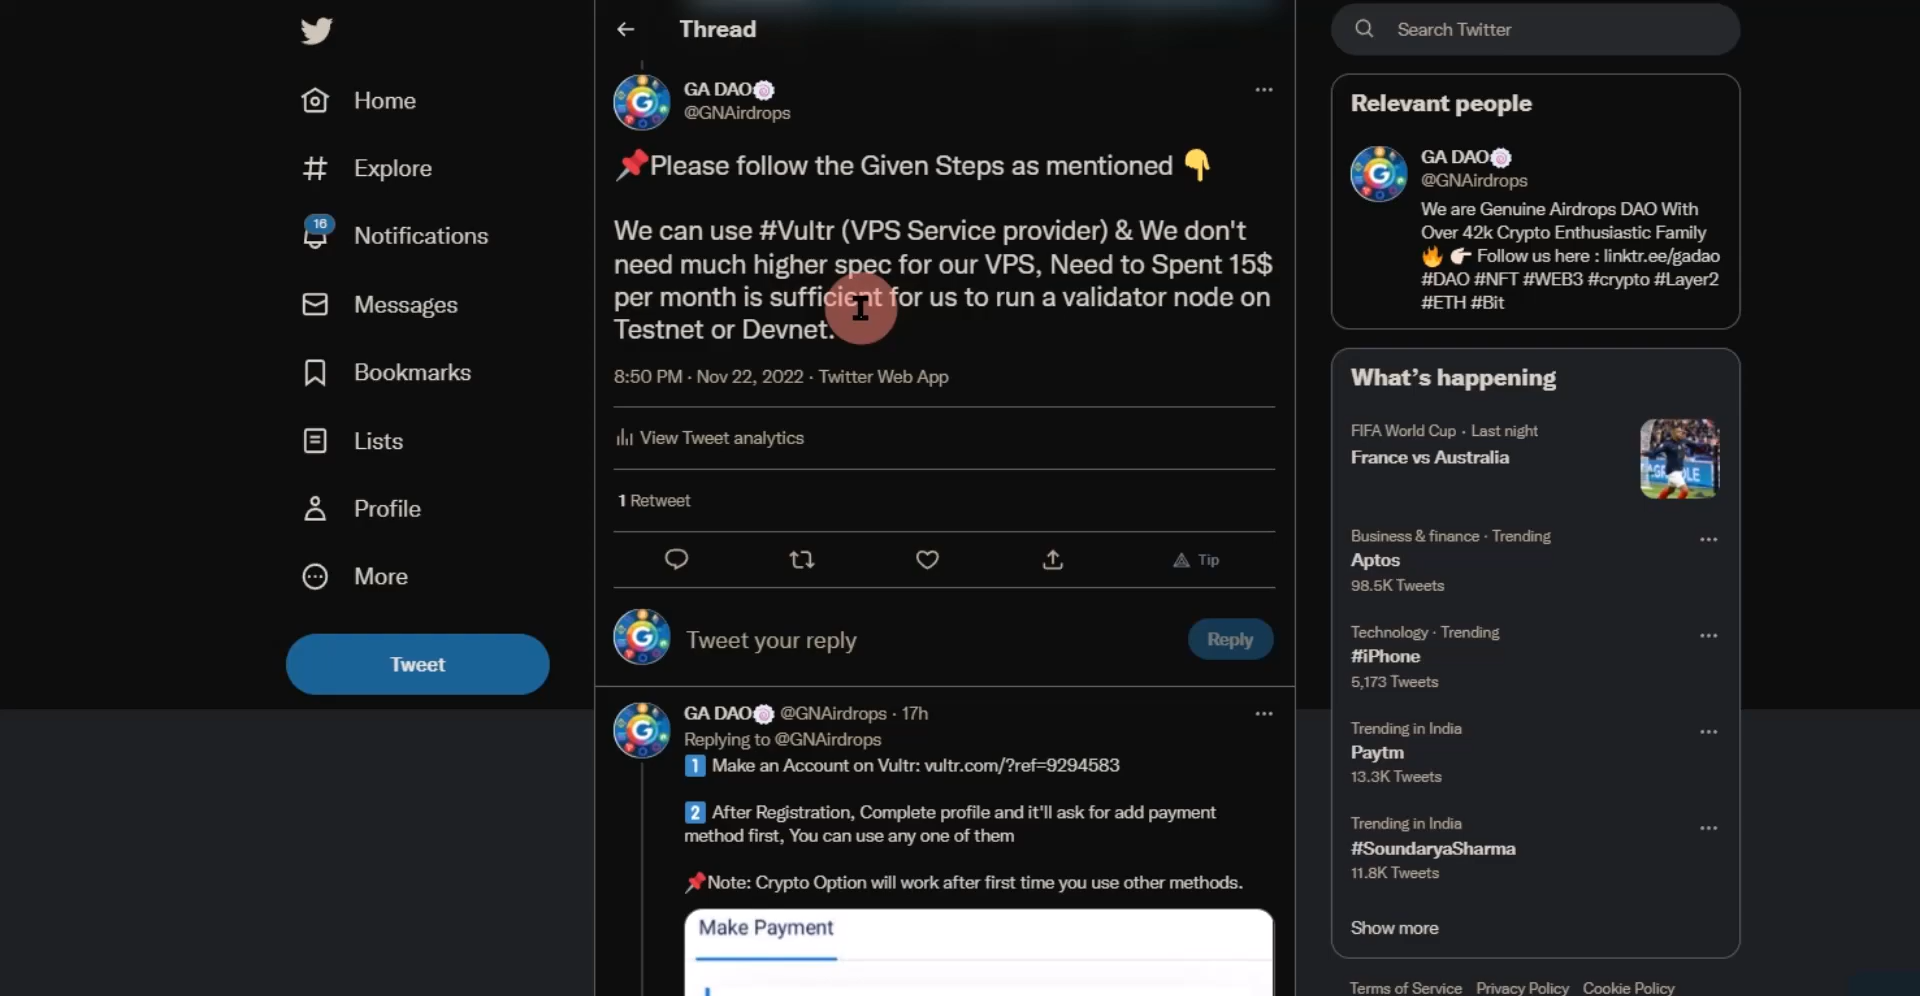 Home
Explore
16
Notifications
Messages
Bookmarks
Lists
Profile
More
Tweet
Thread
GA DAO🍥
@GNAirdrops
📌Please follow the Given Steps as mentioned 👇
We can use #Vultr (VPS Service provider) & We don't
need much higher spec for our VPS, Need to Spent 15$
per month is sufficient for us to run a validator node on
Testnet or Devnet.
8:50 PM · Nov 22, 2022 · Twitter Web App
View Tweet analytics
1 Retweet
Tip
Tweet your reply
Reply
GA DAO🍥 @GNAirdrops · 17h
Replying to @GNAirdrops
1️⃣ Make an Account on Vultr: vultr.com/?ref=9294583
2️⃣ After Registration, Complete profile and it'll ask for add payment
method first, You can use any one of them
📌Note: Crypto Option will work after first time you use other methods.
Make Payment
Search Twitter
Relevant people
GA DAO🍥
@GNAirdrops
We are Genuine Airdrops DAO With
Over 42k Crypto Enthusiastic Family
🔥 👉 Follow us here : linktr.ee/gadao
#DAO #NFT #WEB3 #crypto #Layer2
#ETH #Bit
What's happening
FIFA World Cup · Last night
France vs Australia
Business & finance · Trending
Aptos
98.5K Tweets
Technology · Trending
#iPhone
5,173 Tweets
Trending in India
Paytm
13.3K Tweets
Trending in India
#SoundaryaSharma
11.8K Tweets
Show more
Terms of Service Privacy Policy Cookie Policy